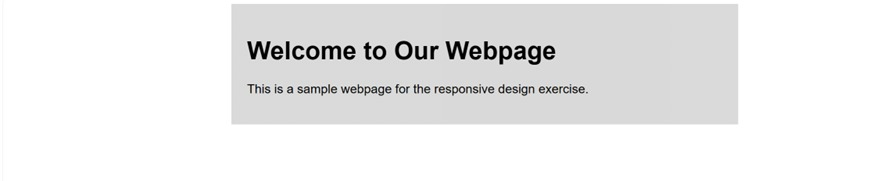 Welcome to Our Webpage
This is a sample webpage for the responsive design exercise.